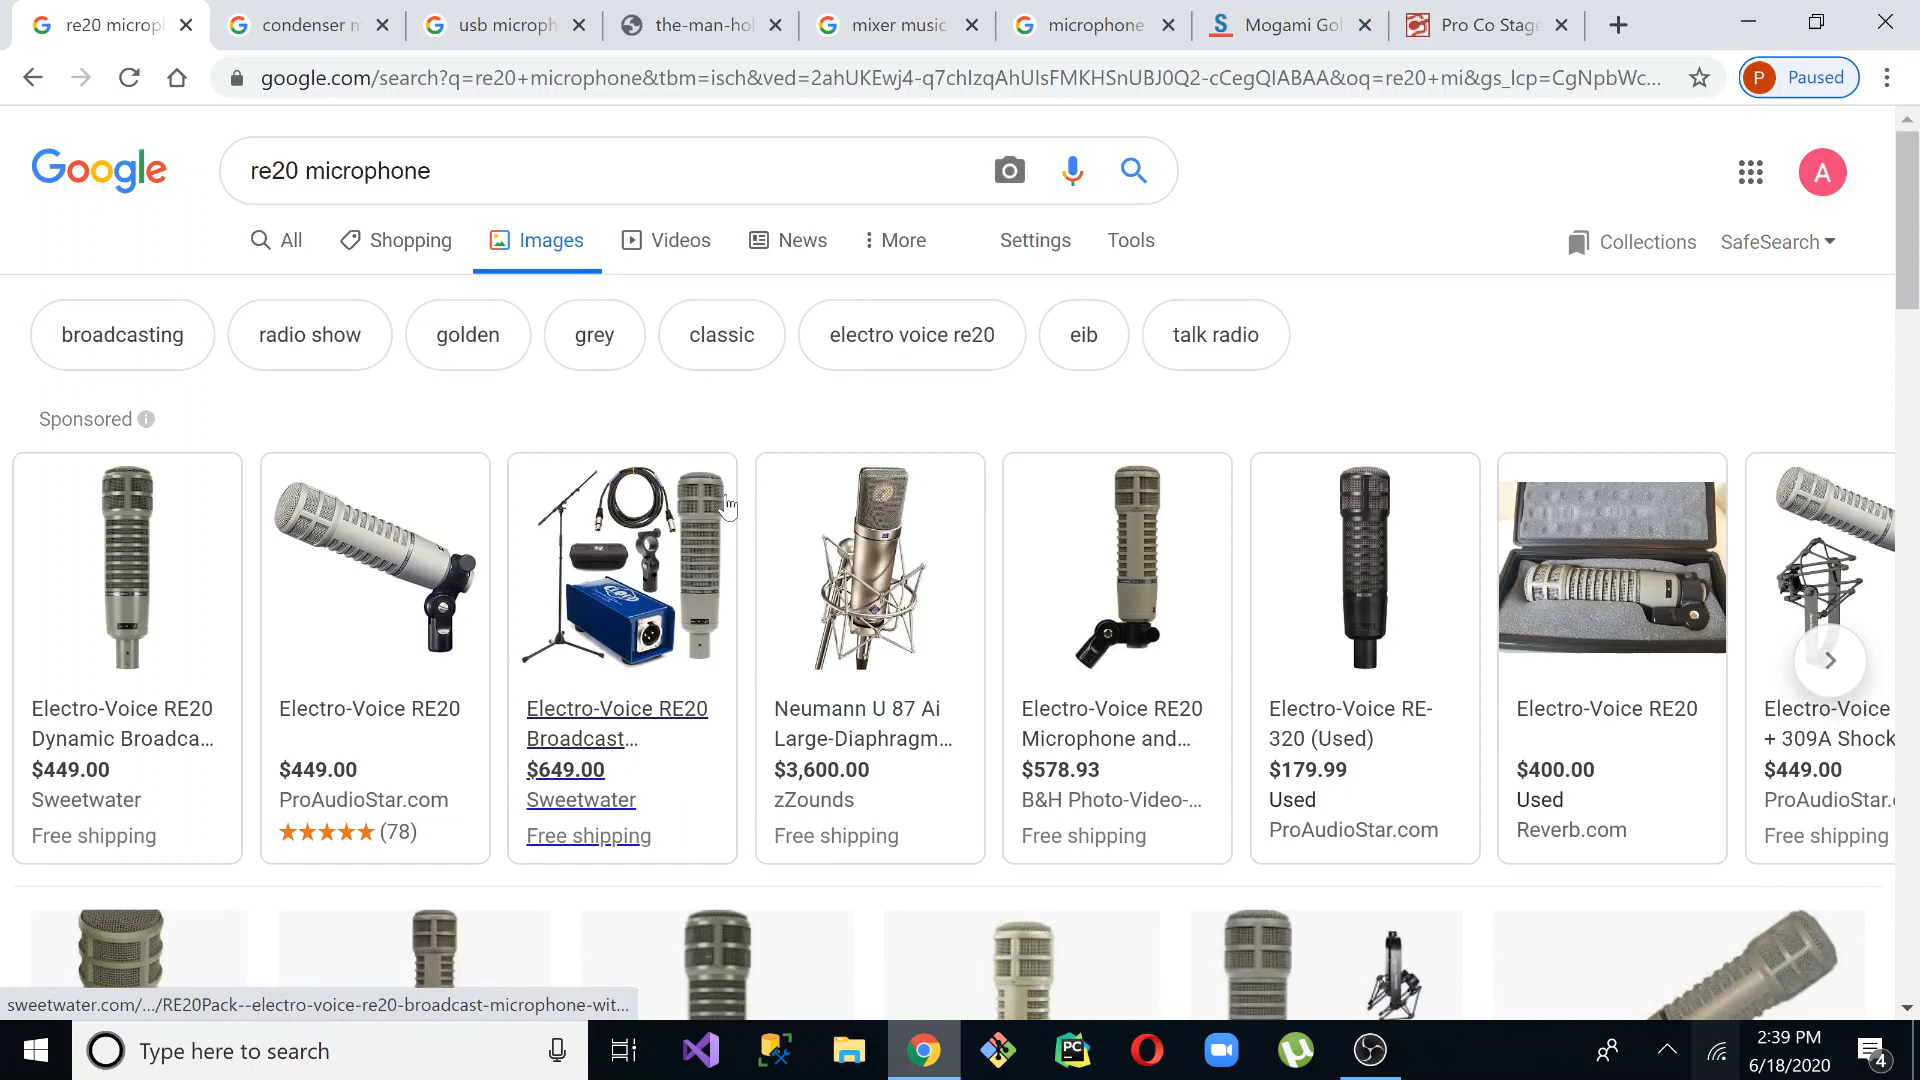 re20 microph
condenser m
usb microph
the-man-hol
mixer music
microphone
Mogami Gol
Pro Co Stage
google.com/search?q=re20+microphone&tbm=isch&ved=2ahUKEwj4-q7chIzqAhUIsFMKHSnUBJ0Q2-cCegQIABAA&oq=re20+mi&gs_lcp=CgNpbWc...
P Paused
Google
re20 microphone
A
All
Shopping
Images
Videos
News
More
Settings
Tools
Collections
SafeSearch
broadcasting
radio show
golden
grey
classic
electro voice re20
eib
talk radio
Sponsored
Electro-Voice RE20
Dynamic Broadca...
$449.00
Sweetwater
Free shipping
Electro-Voice RE20
$449.00
ProAudioStar.com
(78)
Electro-Voice RE20
Broadcast...
$649.00
Sweetwater
Free shipping
Neumann U 87 Ai
Large-Diaphragm...
$3,600.00
zZounds
Free shipping
Electro-Voice RE20
Microphone and...
$578.93
B&H Photo-Video-...
Free shipping
Electro-Voice RE-
320 (Used)
$179.99
Used
ProAudioStar.com
Electro-Voice RE20
$400.00
Used
Reverb.com
Electro-Voice
+ 309A Shock
$449.00
ProAudioStar.
Free shipping
sweetwater.com/.../RE20Pack--electro-voice-re20-broadcast-microphone-wit...
Type here to search
PC
2:39 PM
6/18/2020
4